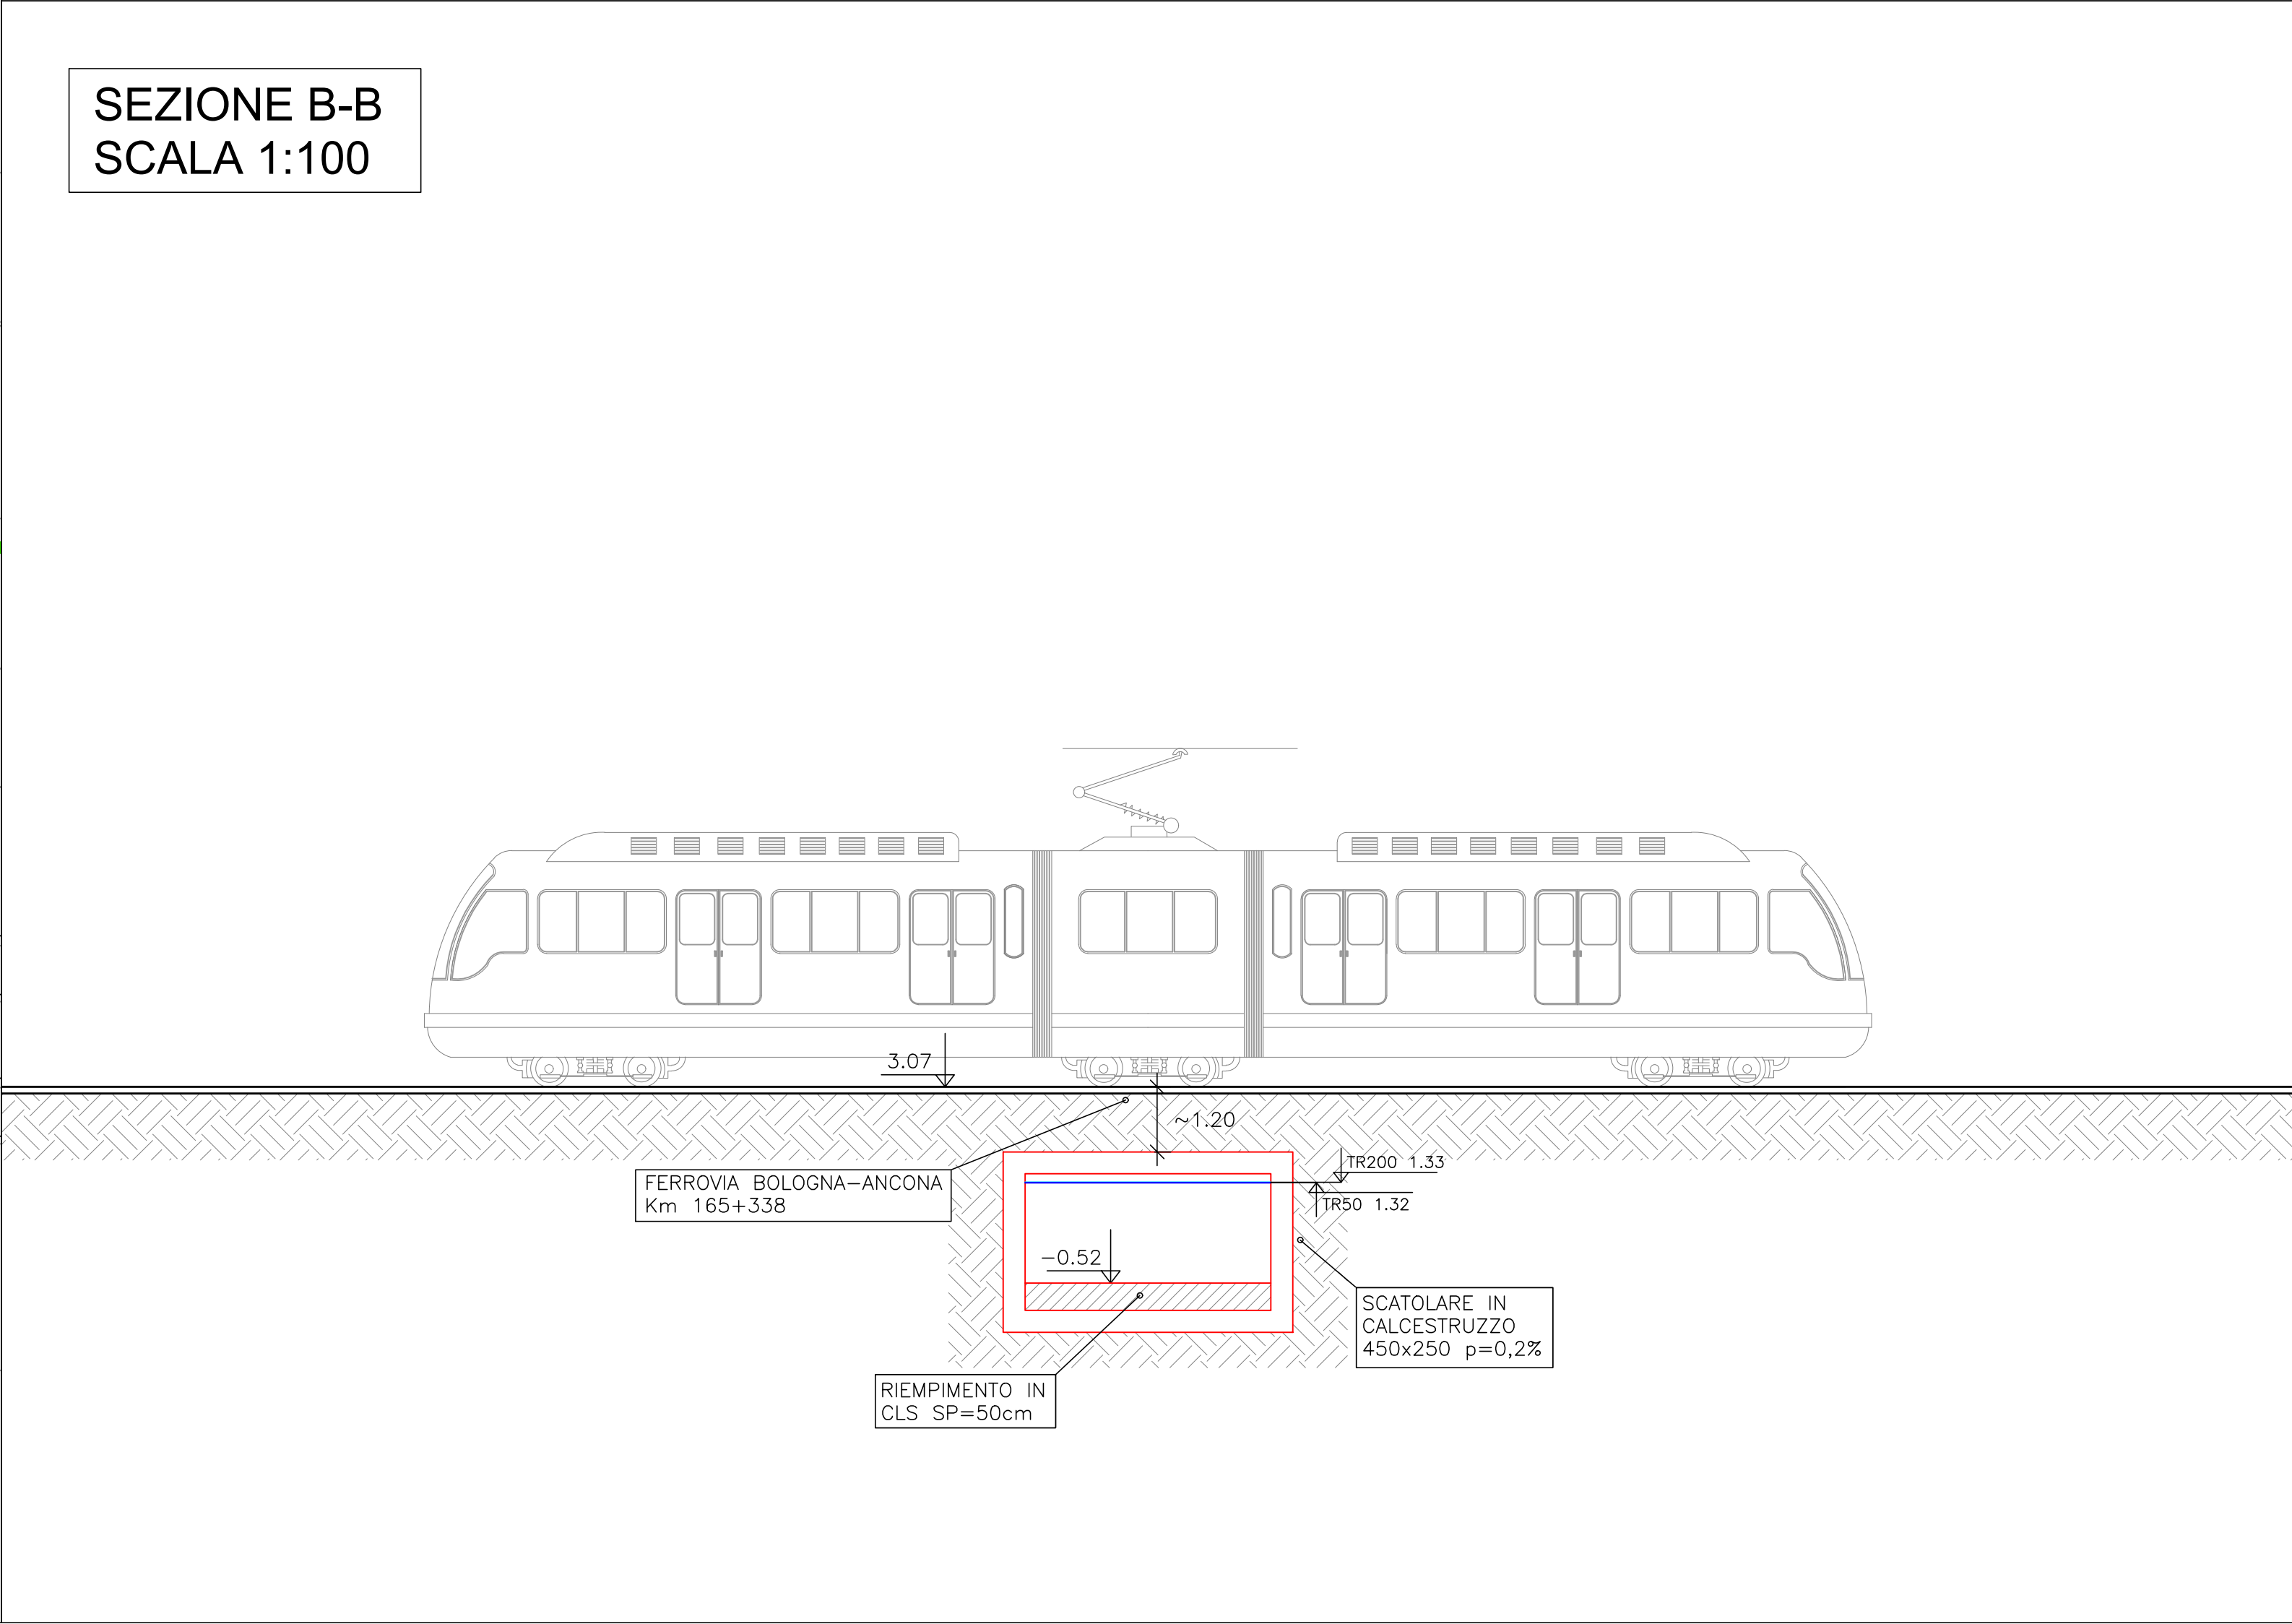 SEZIONE B-B
SCALA 1:100
3.07
~1.20
TR200 1.33
FERROVIA BOLOGNA-ANCONA
Km 165+338
TR50 1.32
-0.52
SCATOLARE IN
CALCESTRUZZO
450x250 p=0,2%
RIEMPIMENTO IN
CLS SP=50cm